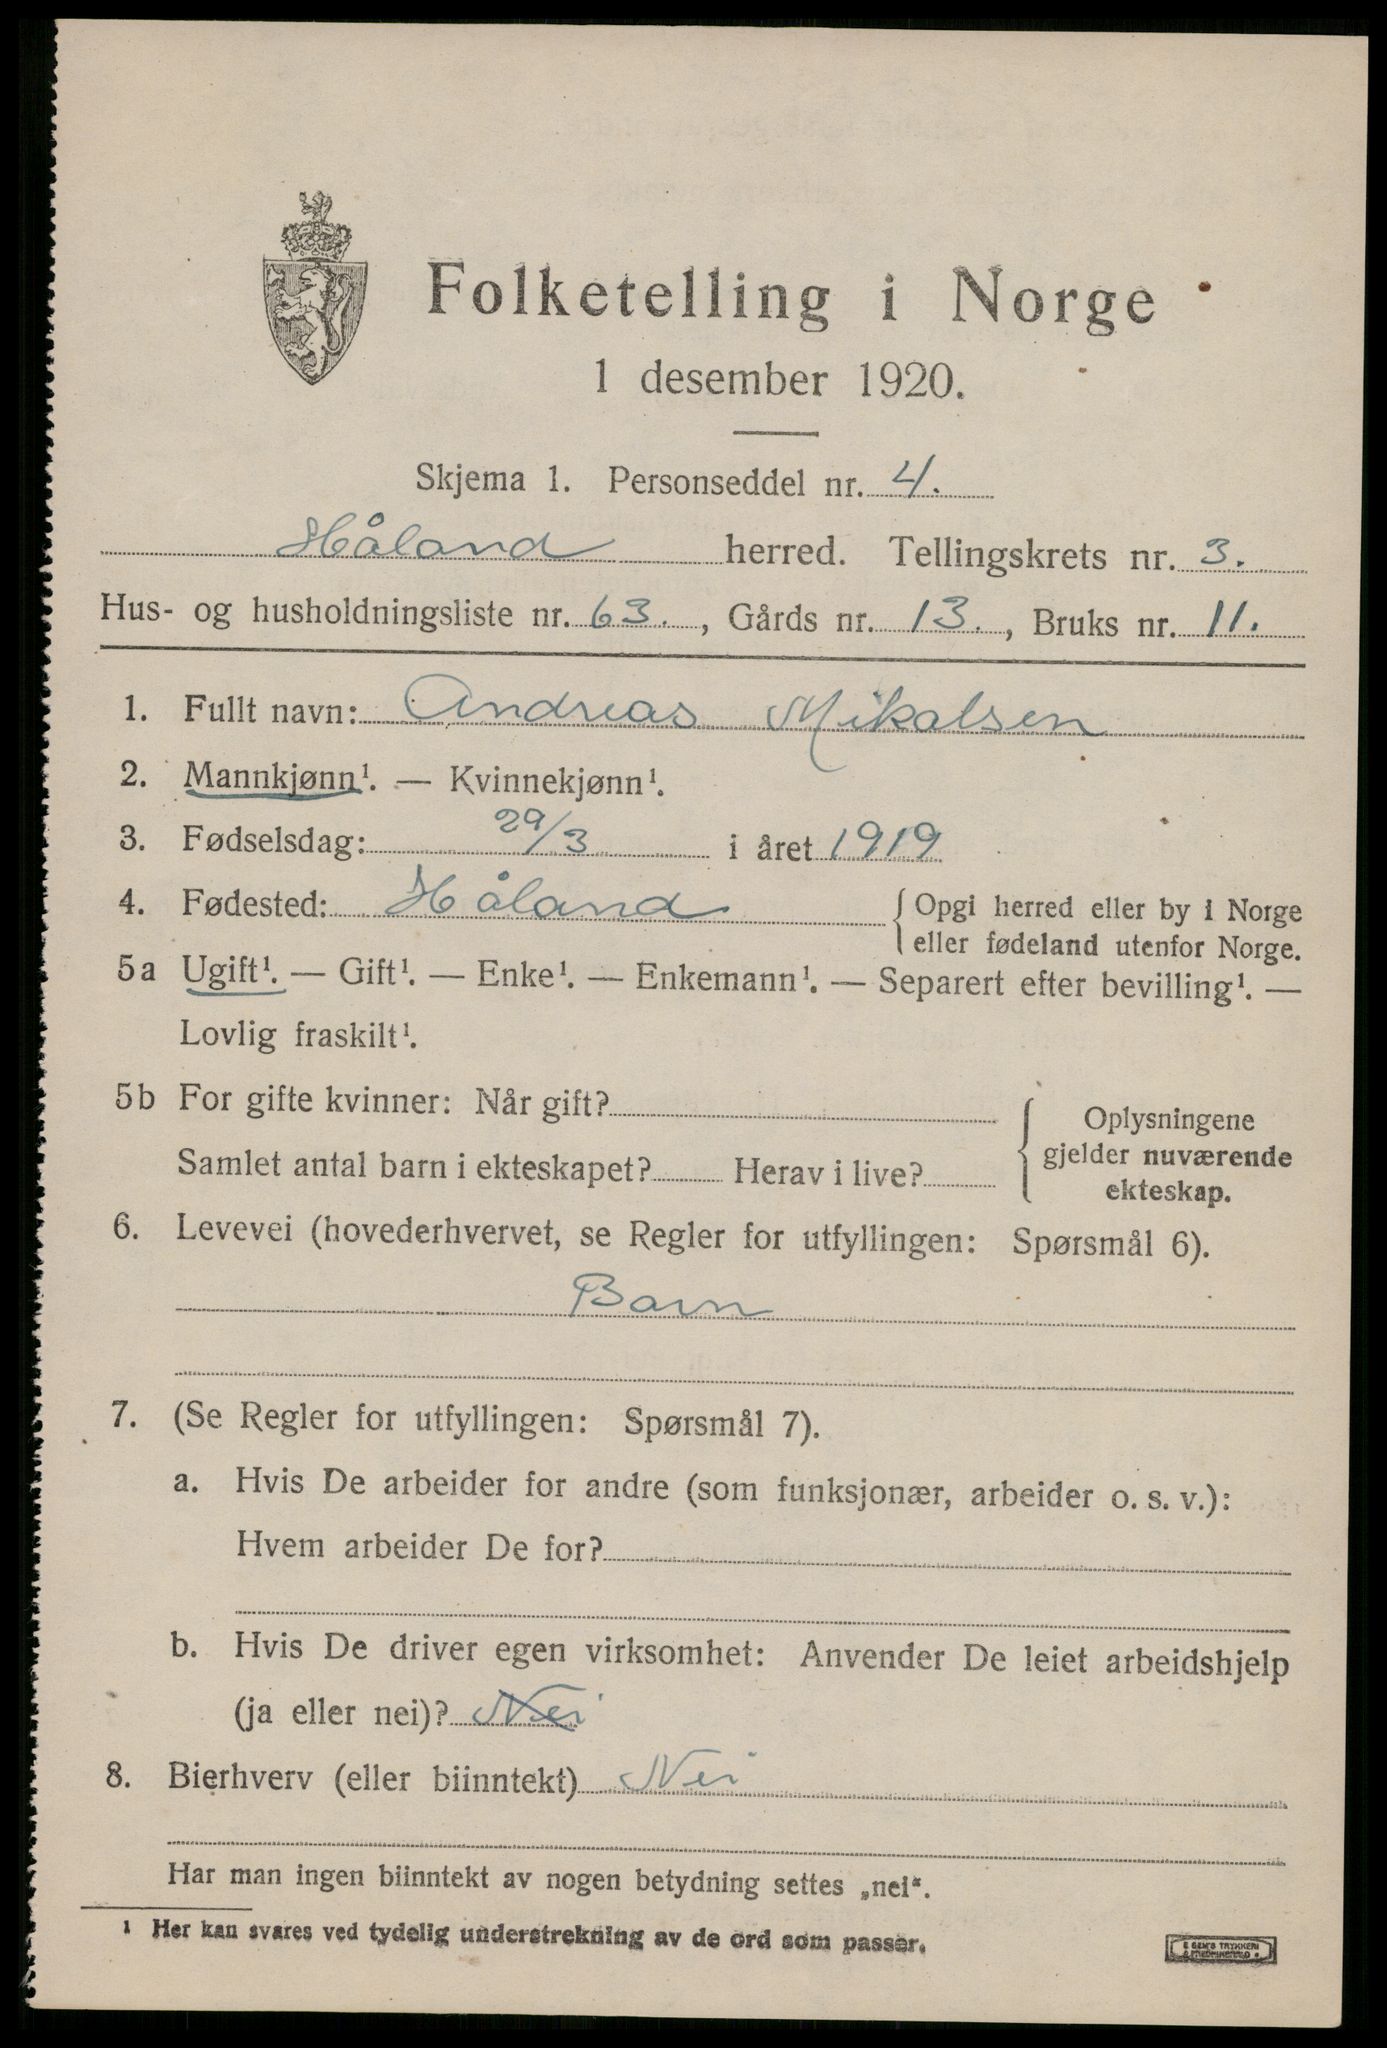 Folketelling i Norge
1 desember 1920.
Skjema 1. Personseddel nr. 4.
Håland herred. Tellingskrets nr. 3.
Hus- og husholdningsliste nr. 63., Gårds nr. 13., Bruks nr. 11.
1. Fullt navn: Andreas Mikalsen
2. Mannkjønn¹. — Kvinnekjønn¹.
3. Fødselsdag: 29/3 i året 1919
4. Fødested: Håland { Opgi herred eller by i Norge
eller fødeland utenfor Norge.
5a Ugift¹. — Gift¹. — Enke¹. — Enkemann¹. — Separert efter bevilling¹. —
Lovlig fraskilt¹.
5b For gifte kvinner: Når gift?
Samlet antal barn i ekteskapet? Herav i live?
{ Oplysningene
gjelder nuværende
ekteskap.
6. Levevei (hovederhvervet, se Regler for utfyllingen: Spørsmål 6).
Barn
7. (Se Regler for utfyllingen: Spørsmål 7).
a. Hvis De arbeider for andre (som funksjonær, arbeider o. s. v.):
Hvem arbeider De for?
b. Hvis De driver egen virksomhet: Anvender De leiet arbeidshjelp
(ja eller nei)? Nei
8. Bierhverv (eller biinntekt) Nei
Har man ingen biinntekt av nogen betydning settes „nei".
¹ Her kan svares ved tydelig understrekning av de ord som passer.